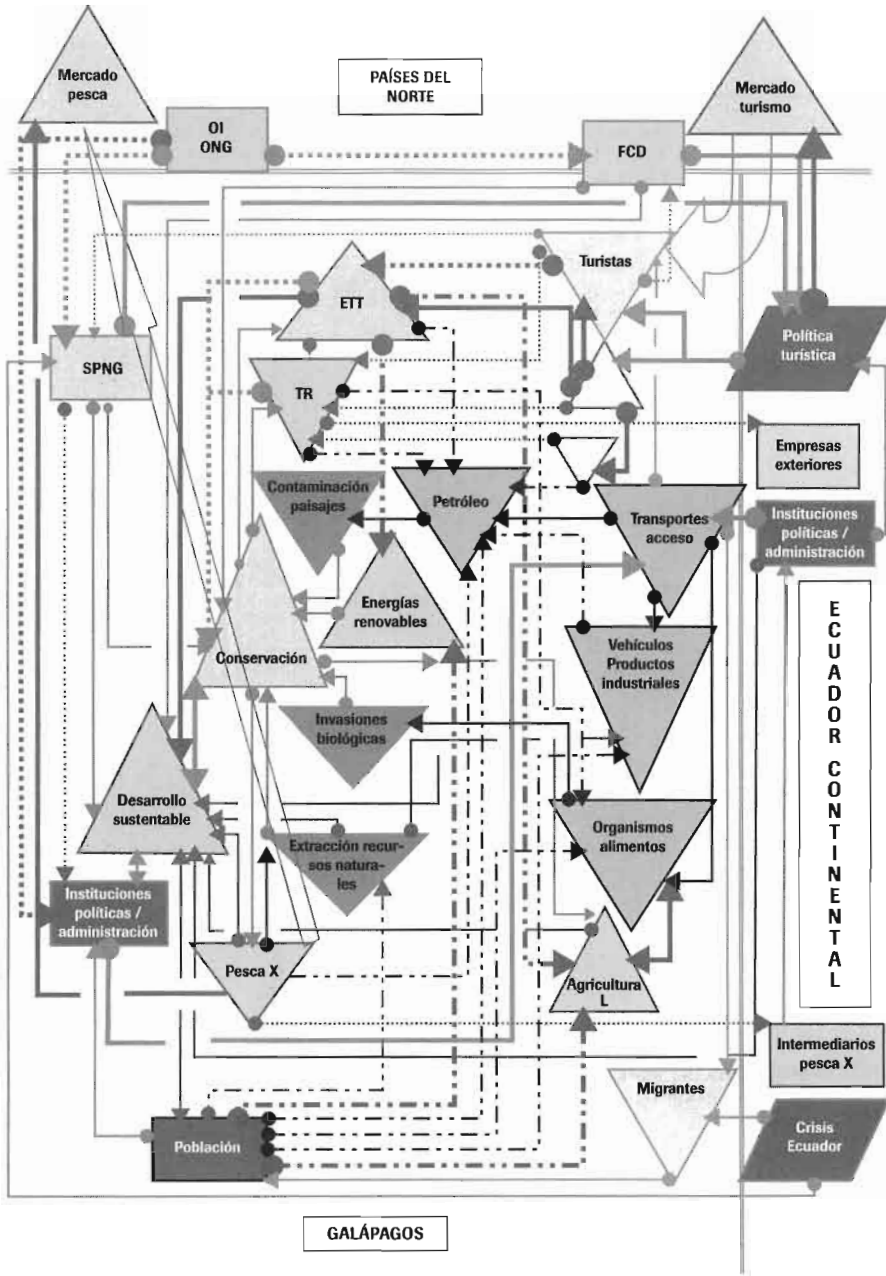 Mercado
pesca
PAÍSES DEL
NORTE
Mercado
turismo
OI
ONG
FCD
Turistas
ETT
Política
turística
SPNG
TR
Empresas
exteriores
Contaminación
paisajes
Petróleo
Transportes
acceso
Instituciones
políticas /
administración
Energías
renovables
Conservación
Vehículos
Productos
industriales
ECUADOR CONTINENTAL
Invasiones
biológicas
Desarrollo
sustentable
Organismos
alimentos
Extracción recur-
sos natura-
les
Instituciones
políticas /
administración
Pesca X
Agricultura
L
Intermediarios
pesca X
Migrantes
Población
Crisis
Ecuador
GALÁPAGOS